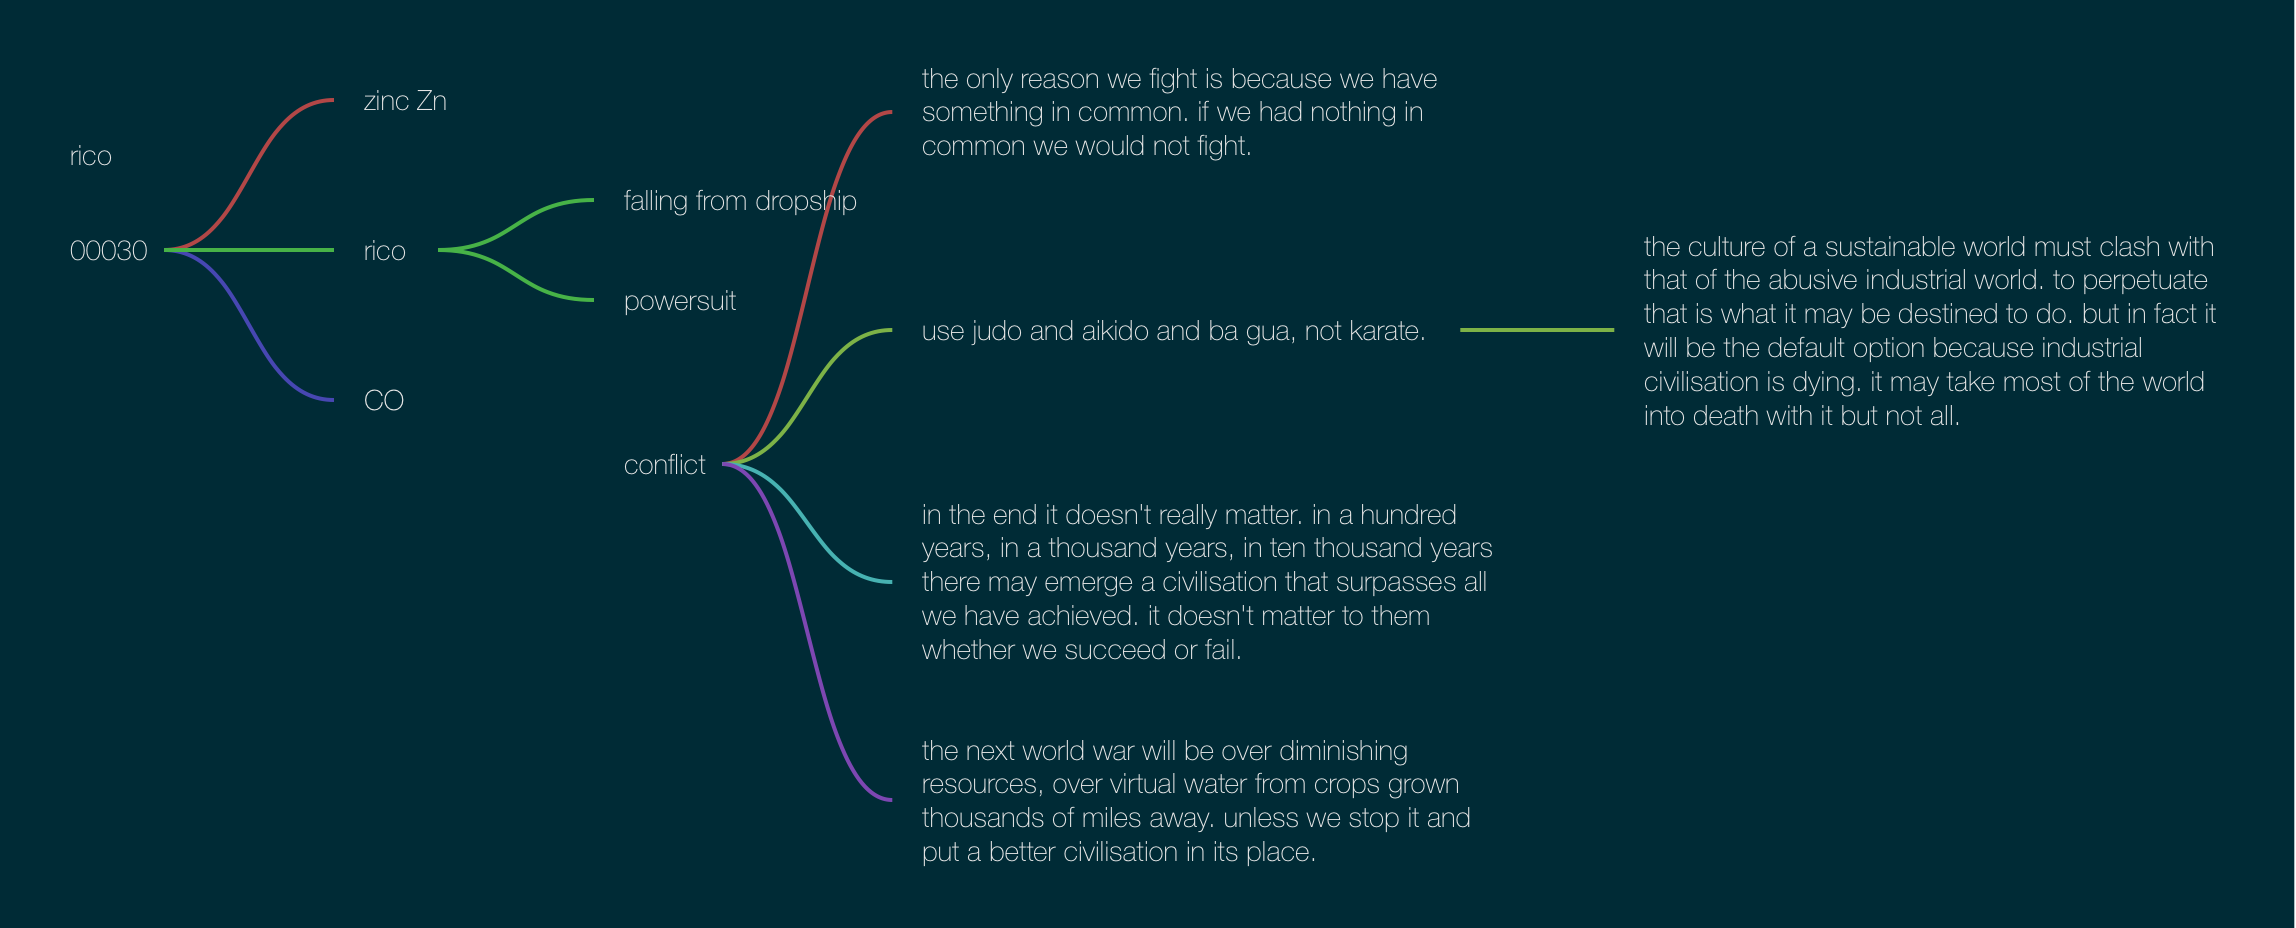 rico
00030
zinc Zn
rico
CO
falling from dropship
powersuit
conflict
the only reason we fight is because we have
something in common. if we had nothing in
common we would not fight.
use judo and aikido and ba gua, not karate.
the culture of a sustainable world must clash with
that of the abusive industrial world. to perpetuate
that is what it may be destined to do. but in fact it
will be the default option because industrial
civilisation is dying. it may take most of the world
into death with it but not all.
in the end it doesn't really matter. in a hundred
years, in a thousand years, in ten thousand years
there may emerge a civilisation that surpasses all
we have achieved. it doesn't matter to them
whether we succeed or fail.
the next world war will be over diminishing
resources, over virtual water from crops grown
thousands of miles away. unless we stop it and
put a better civilisation in its place.